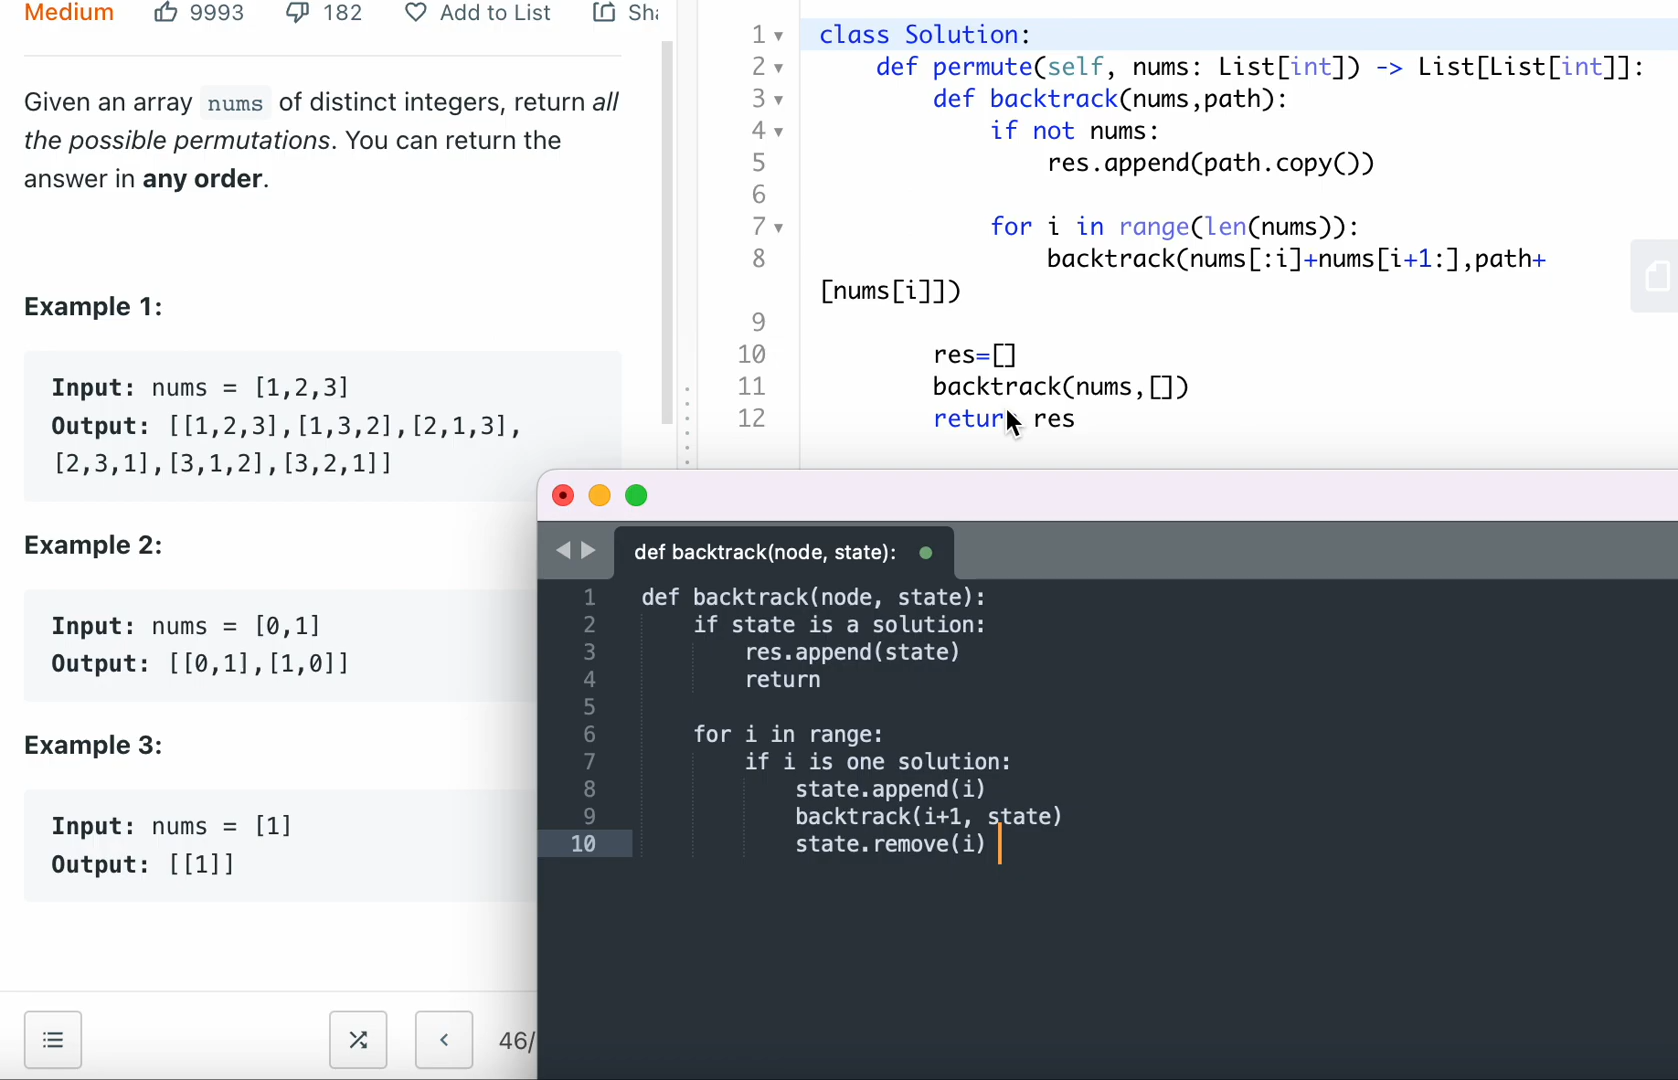 Medium 9993 182 Add to List
Given an array nums of distinct integers, return all
the possible permutations. You can return the
answer in any order.
Example 1:
Input: nums = [1,2,3]
Output: [[1,2,3],[1,3,2],[2,1,3],
[2,3,1],[3,1,2],[3,2,1]]
Example 2:
Input: nums = [0,1]
Output: [[0,1],[1,0]]
Example 3:
Input: nums = [1]
Output: [[1]]
46/
1 class Solution:
2 def permute(self, nums: List[int]) -> List[List[int]]:
3 def backtrack(nums,path):
4 if not nums:
5 res.append(path.copy())
6
7 for i in range(len(nums)):
8 backtrack(nums[:i]+nums[i+1:],path+
[nums[i]])
9
10 res=[]
11 backtrack(nums,[])
12 return res
def backtrack(node, state):
1 def backtrack(node, state):
2 if state is a solution:
3 res.append(state)
4 return
5
6 for i in range:
7 if i is one solution:
8 state.append(i)
9 backtrack(i+1, state)
10 state.remove(i)